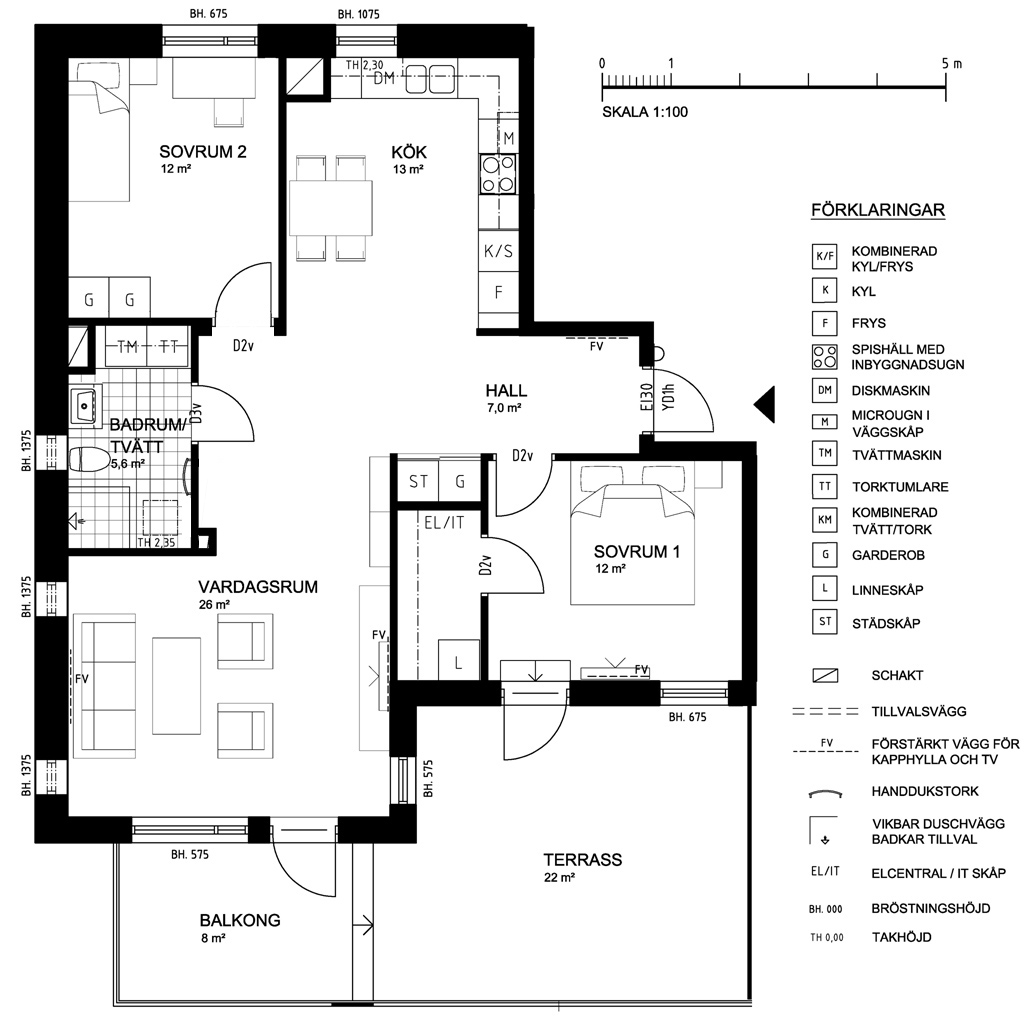 BH. 675
BH. 1075
TH 2,30
DM
0
1
5 m
SKALA 1:100
M
SOVRUM 2
12 m²
KÖK
13 m²
K/S
F
G
G
D2v
TM
TT
FV
HALL
7,0 m²
EI30
YD1h
D3v
BADRUM/
TVÄTT
5,6 m²
BH. 1375
TH 2,35
D2v
ST
G
EL/IT
D2v
SOVRUM 1
12 m²
L
FV
BH. 675
VARDAGSRUM
26 m²
BH. 1375
FV
FV
BH. 1375
BH. 575
BH. 575
TERRASS
22 m²
BALKONG
8 m²
FÖRKLARINGAR
K/F
KOMBINERAD
KYL/FRYS
K
KYL
F
FRYS
SPISHÄLL MED
INBYGGNADSUGN
DM
DISKMASKIN
M
MICROUGN I
VÄGGSKÅP
TM
TVÄTTMASKIN
TT
TORKTUMLARE
KM
KOMBINERAD
TVÄTT/TORK
G
GARDEROB
L
LINNESKÅP
ST
STÄDSKÅP
SCHAKT
TILLVALSVÄGG
FV
FÖRSTÄRKT VÄGG FÖR
KAPPHYLLA OCH TV
HANDDUKSTORK
VIKBAR DUSCHVÄGG
BADKAR TILLVAL
EL/IT
ELCENTRAL / IT SKÅP
BH. 000
BRÖSTNINGSHÖJD
TH 0,00
TAKHÖJD